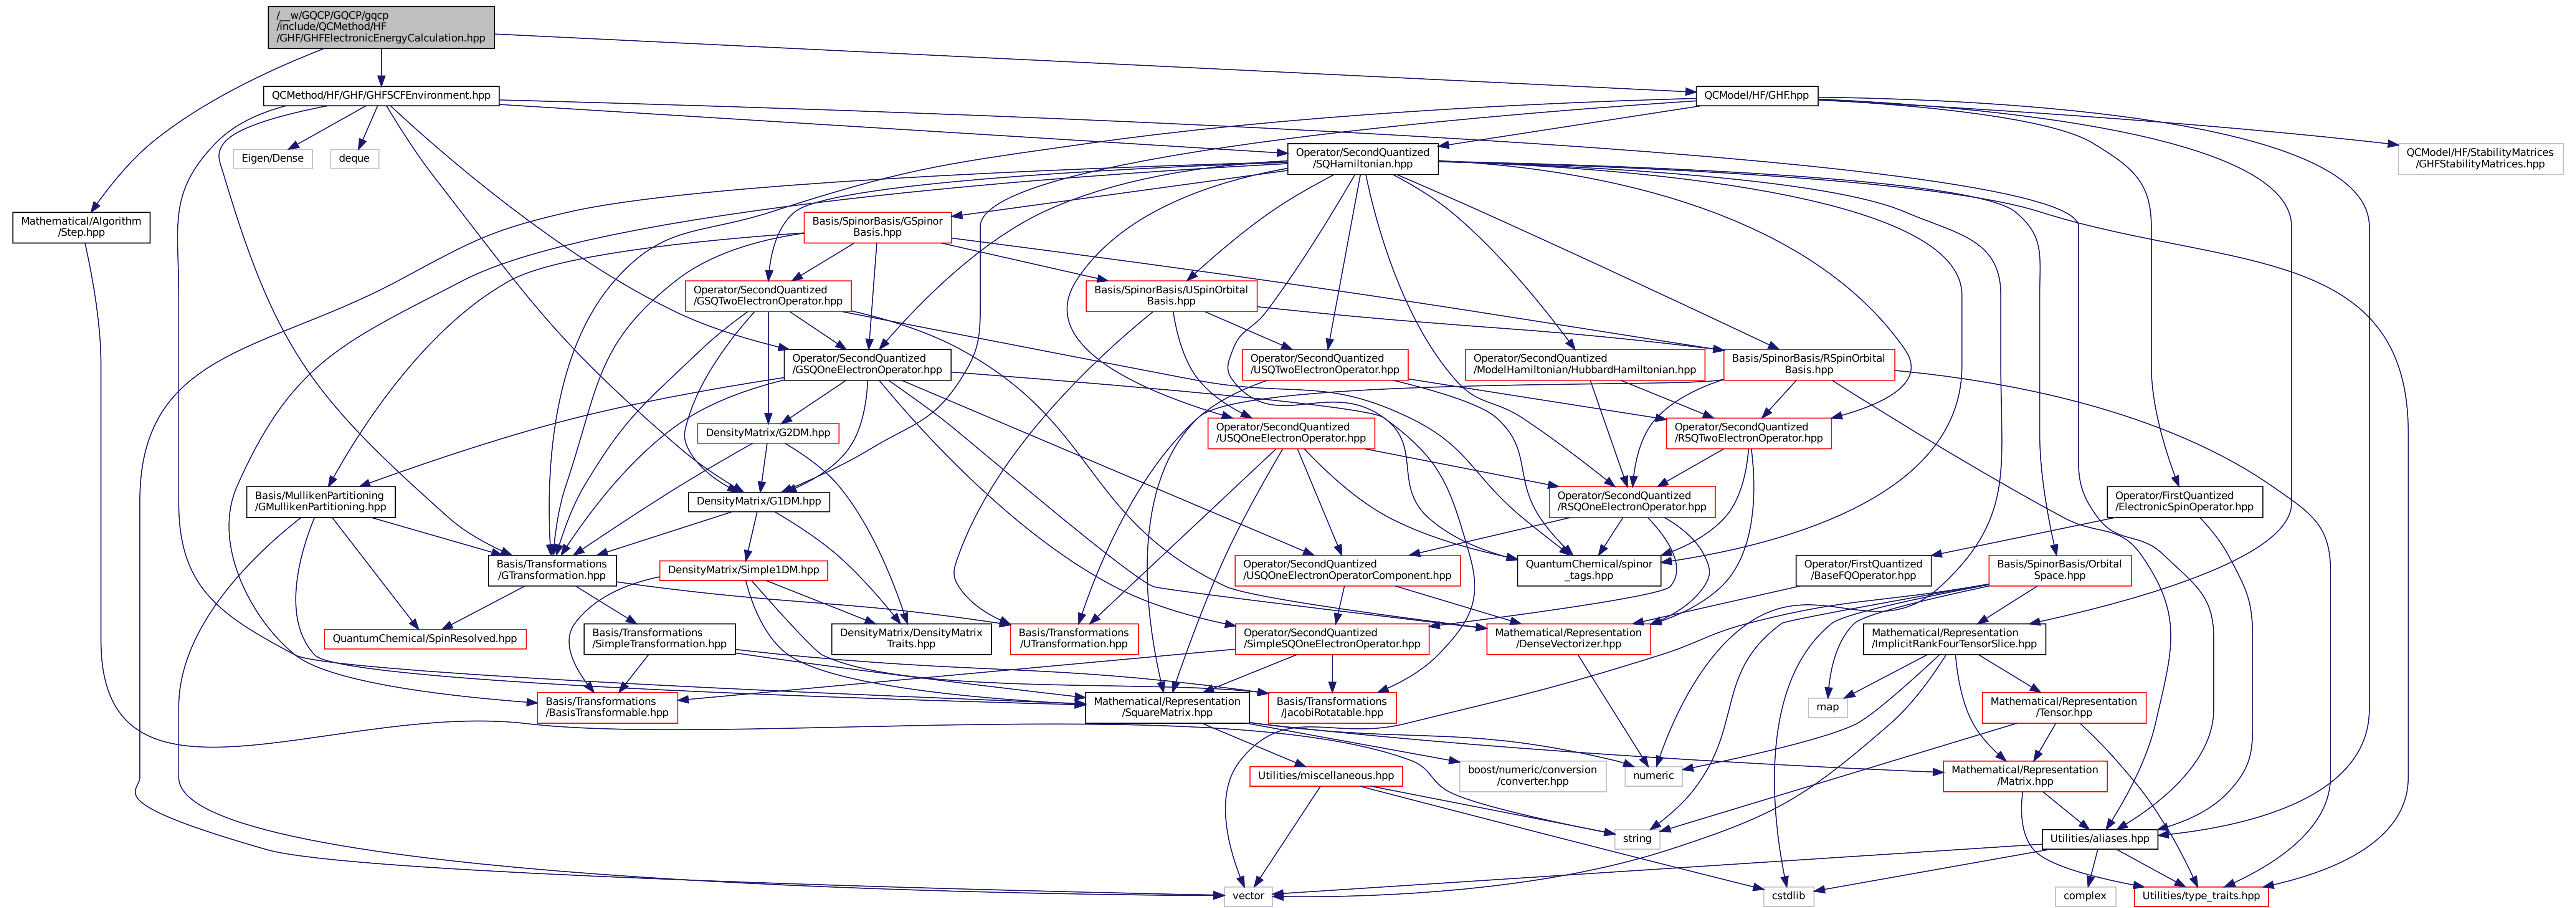 /__w/GQCP/GQCP/gqcp
/include/QCMethod/HF
/GHF/GHFElectronicEnergyCalculation.hpp
QCMethod/HF/GHF/GHFSCFEnvironment.hpp
QCModel/HF/GHF.hpp
Eigen/Dense
deque
Operator/SecondQuantized
/SQHamiltonian.hpp
QCModel/HF/StabilityMatrices
/GHFStabilityMatrices.hpp
Mathematical/Algorithm
/Step.hpp
Basis/SpinorBasis/GSpinor
Basis.hpp
Operator/SecondQuantized
/GSQTwoElectronOperator.hpp
Basis/SpinorBasis/USpinOrbital
Basis.hpp
Operator/SecondQuantized
/GSQOneElectronOperator.hpp
Operator/SecondQuantized
/USQTwoElectronOperator.hpp
Operator/SecondQuantized
/ModelHamiltonian/HubbardHamiltonian.hpp
Basis/SpinorBasis/RSpinOrbital
Basis.hpp
DensityMatrix/G2DM.hpp
Operator/SecondQuantized
/USQOneElectronOperator.hpp
Operator/SecondQuantized
/RSQTwoElectronOperator.hpp
Basis/MullikenPartitioning
/GMullikenPartitioning.hpp
DensityMatrix/G1DM.hpp
Operator/SecondQuantized
/RSQOneElectronOperator.hpp
Operator/FirstQuantized
/ElectronicSpinOperator.hpp
Basis/Transformations
/GTransformation.hpp
DensityMatrix/Simple1DM.hpp
Operator/SecondQuantized
/USQOneElectronOperatorComponent.hpp
QuantumChemical/spinor
_tags.hpp
Operator/FirstQuantized
/BaseFQOperator.hpp
Basis/SpinorBasis/Orbital
Space.hpp
QuantumChemical/SpinResolved.hpp
Basis/Transformations
/SimpleTransformation.hpp
DensityMatrix/DensityMatrix
Traits.hpp
Basis/Transformations
/UTransformation.hpp
Operator/SecondQuantized
/SimpleSQOneElectronOperator.hpp
Mathematical/Representation
/DenseVectorizer.hpp
Mathematical/Representation
/ImplicitRankFourTensorSlice.hpp
Basis/Transformations
/BasisTransformable.hpp
Mathematical/Representation
/SquareMatrix.hpp
Basis/Transformations
/JacobiRotatable.hpp
map
Mathematical/Representation
/Tensor.hpp
Utilities/miscellaneous.hpp
boost/numeric/conversion
/converter.hpp
numeric
Mathematical/Representation
/Matrix.hpp
string
Utilities/aliases.hpp
vector
cstdlib
complex
Utilities/type_traits.hpp